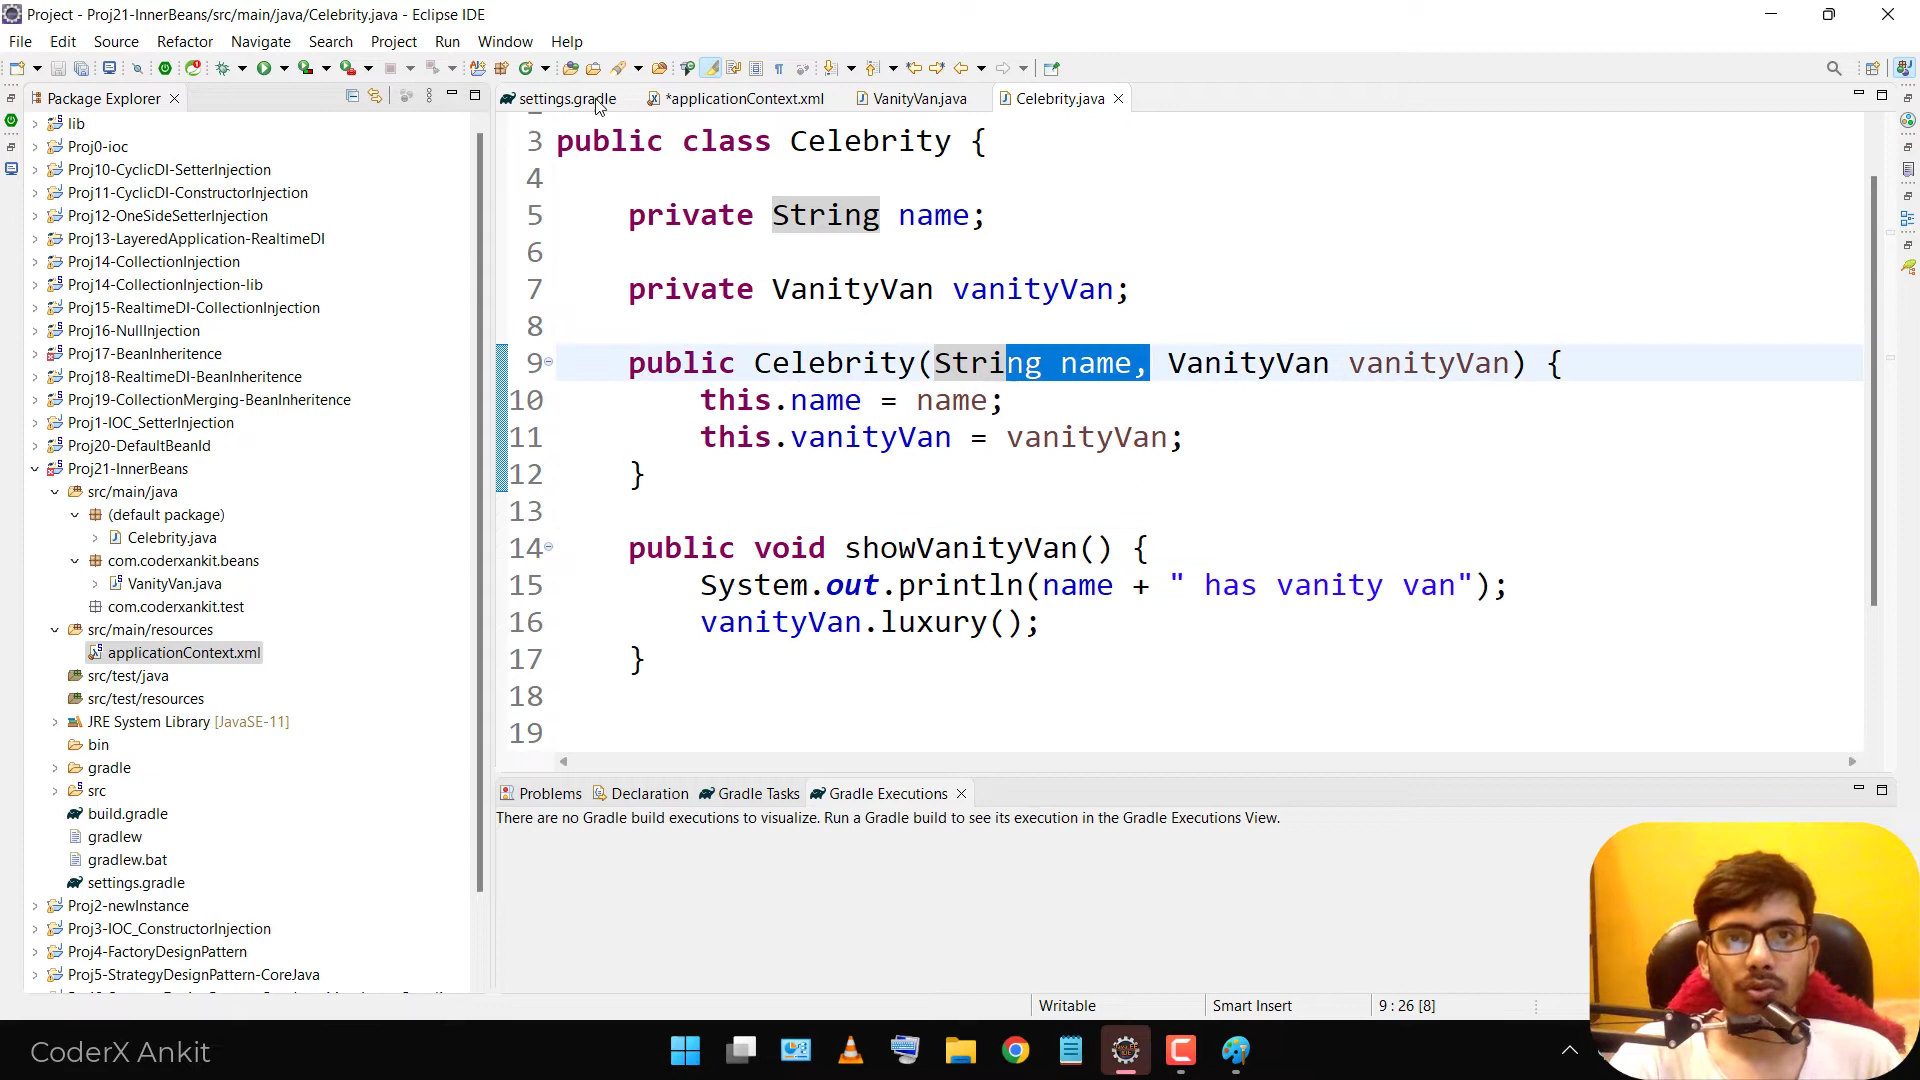 Project - Proj21-InnerBeans/src/main/java/Celebrity.java - Eclipse IDE
File Edit Source Refactor Navigate Search Project Run Window Help
Package Explorer
settings.gradle *applicationContext.xml VanityVan.java Celebrity.java
lib
Proj0-ioc
Proj10-CyclicDI-SetterInjection
Proj11-CyclicDI-ConstructorInjection
Proj12-OneSideSetterInjection
Proj13-LayeredApplication-RealtimeDI
Proj14-CollectionInjection
Proj14-CollectionInjection-lib
Proj15-RealtimeDI-CollectionInjection
Proj16-NullInjection
Proj17-BeanInheritence
Proj18-RealtimeDI-BeanInheritence
Proj19-CollectionMerging-BeanInheritence
Proj1-IOC_SetterInjection
Proj20-DefaultBeanId
Proj21-InnerBeans
src/main/java
(default package)
Celebrity.java
com.coderxankit.beans
VanityVan.java
com.coderxankit.test
src/main/resources
applicationContext.xml
src/test/java
src/test/resources
JRE System Library [JavaSE-11]
bin
gradle
src
build.gradle
gradlew
gradlew.bat
settings.gradle
Proj2-newInstance
Proj3-IOC_ConstructorInjection
Proj4-FactoryDesignPattern
Proj5-StrategyDesignPattern-CoreJava
3 public class Celebrity {
4
5 private String name;
6
7 private VanityVan vanityVan;
8
9 public Celebrity(String name, VanityVan vanityVan) {
10 this.name = name;
11 this.vanityVan = vanityVan;
12 }
13
14 public void showVanityVan() {
15 System.out.println(name + " has vanity van");
16 vanityVan.luxury();
17 }
18
19
Problems Declaration Gradle Tasks Gradle Executions
There are no Gradle build executions to visualize. Run a Gradle build to see its execution in the Gradle Executions View.
Writable Smart Insert 9 : 26 [8]
CoderX Ankit